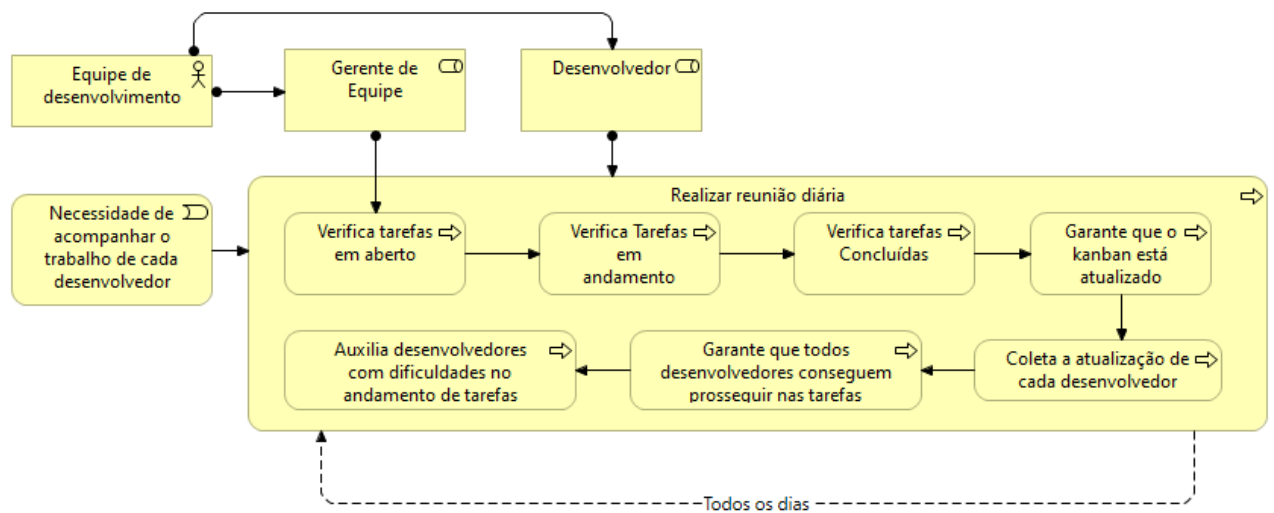 Equipe de
desenvolvimento
Gerente de
Equipe
Desenvolvedor
Necessidade de
acompanhar o
trabalho de cada
desenvolvedor
Realizar reunião diária
Verifica tarefas
em aberto
Verifica Tarefas
em
andamento
Verifica tarefas
Concluídas
Garante que o
kanban está
atualizado
Coleta a atualização de
cada desenvolvedor
Garante que todos
desenvolvedores conseguem
prosseguir nas tarefas
Auxilia desenvolvedores
com dificuldades no
andamento de tarefas
Todos os dias